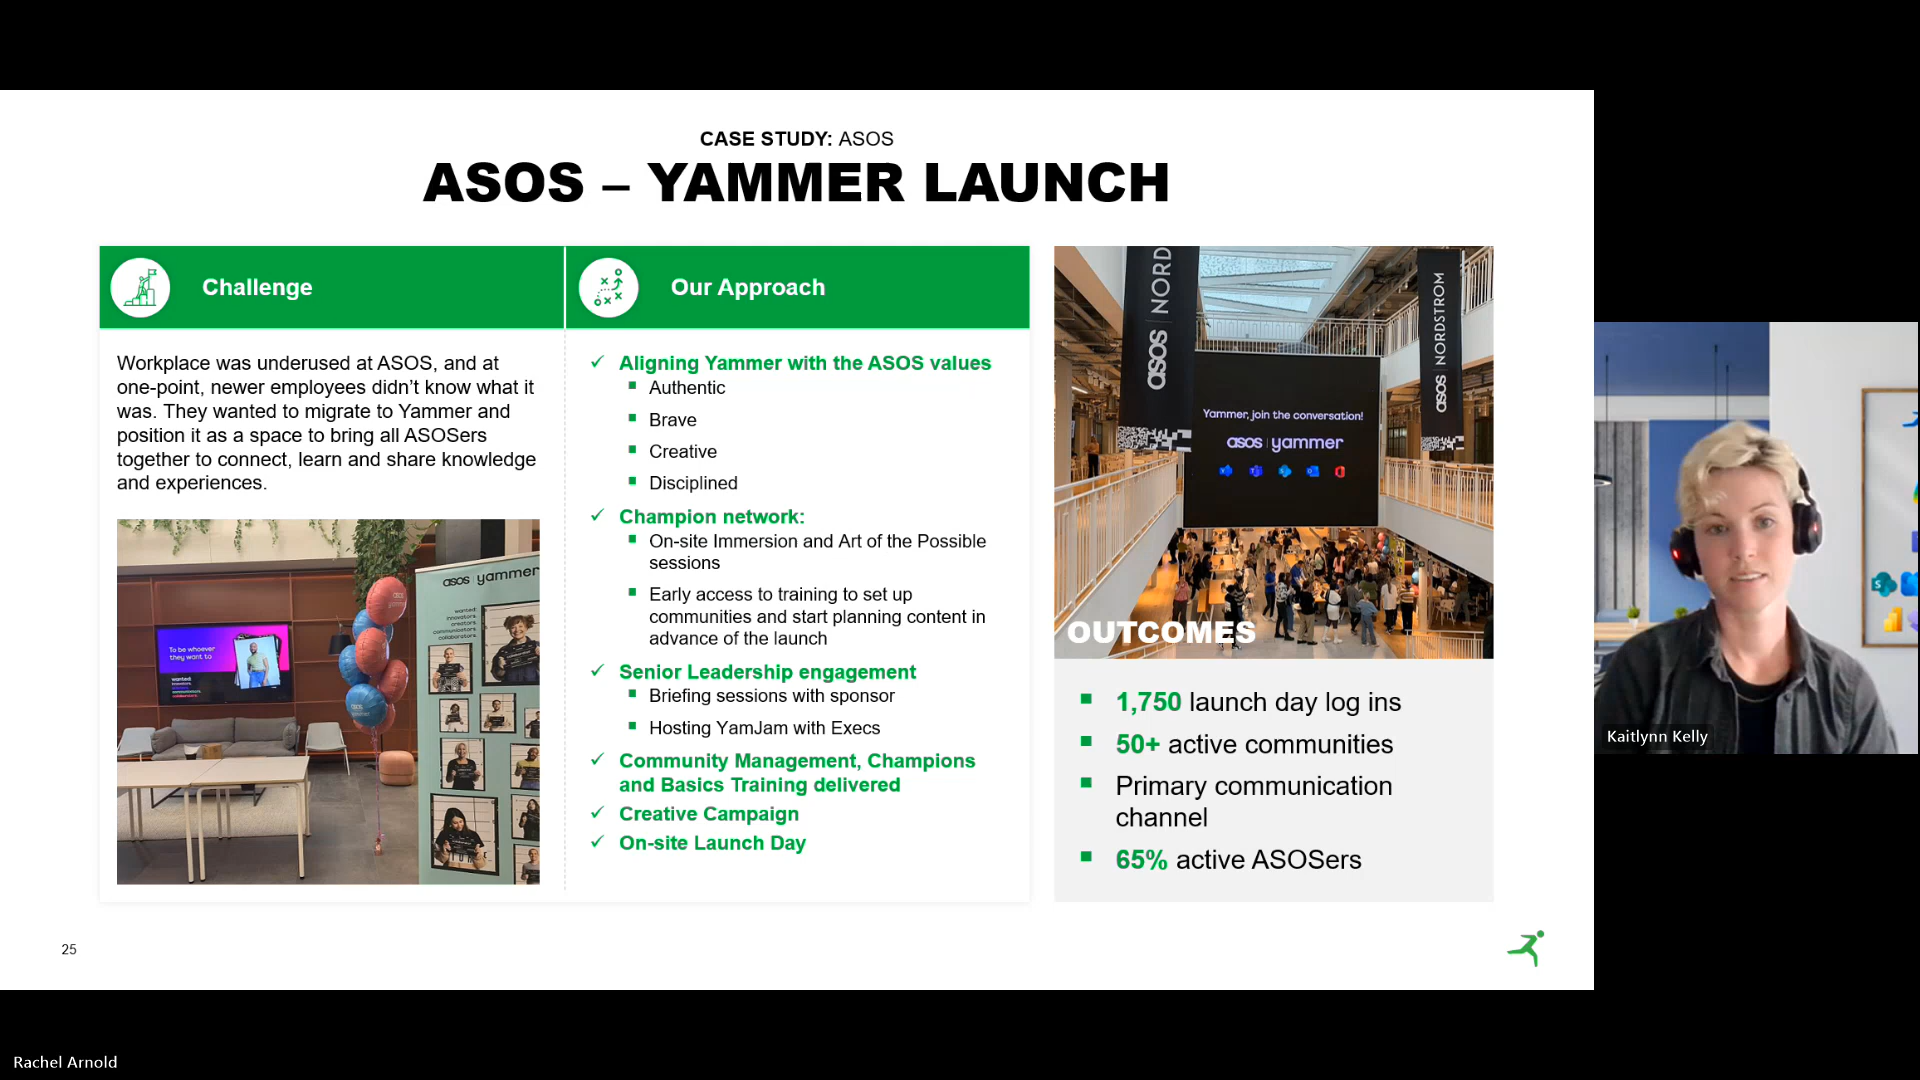 CASE STUDY: ASOS
ASOS – YAMMER LAUNCH
Challenge
Workplace was underused at ASOS, and at
one-point, newer employees didn’t know what it
was. They wanted to migrate to Yammer and
position it as a space to bring all ASOSers
together to connect, learn and share knowledge
and experiences.
asos yammer
wanted:
innovators.
creators.
communicators.
collaborators.
To be whoever
they want to
wanted:
Our Approach
✓ Aligning Yammer with the ASOS values
▪ Authentic
▪ Brave
▪ Creative
▪ Disciplined
✓ Champion network:
▪ On-site Immersion and Art of the Possible
sessions
▪ Early access to training to set up
communities and start planning content in
advance of the launch
✓ Senior Leadership engagement
▪ Briefing sessions with sponsor
▪ Hosting YamJam with Execs
✓ Community Management, Champions
and Basics Training delivered
✓ Creative Campaign
✓ On-site Launch Day
asos | NORD
asos | NORDSTROM
Yammer, join the conversation!
asos | yammer
OUTCOMES
▪ 1,750 launch day log ins
▪ 50+ active communities
▪ Primary communication
channel
▪ 65% active ASOSers
25
Kaitlynn Kelly
Rachel Arnold